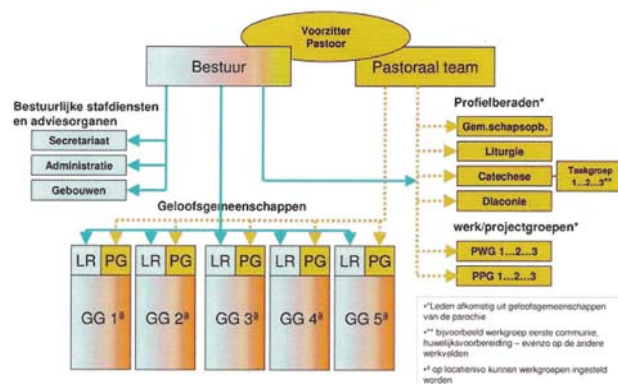 Voorzitter
Pastoor
Bestuur
Pastoraal team
Bestuurlijke stafdiensten
en adviesorganen
Secretariaat
Administratie
Gebouwen
Profielberaden*
Gem.schapsopb.
Liturgie
Catechese
Diaconie
Taakgroep
1...2...3**
Geloofsgemeenschappen
werk/projectgroepen*
PWG 1...2...3
PPG 1...2...3
LR PG LR PG LR PG LR PG LR PG
GG 1ª GG 2ª GG 3ª GG 4ª GG 5ª
•*Leden afkomstig uit geloofsgemeenschappen
van de parochie
•** bijvoorbeeld werkgroep eerste communie,
huwelijksvoorbereiding – evenzo op de andere
werkvelden
•ª op locatienivo kunnen werkgroepen ingesteld
worden